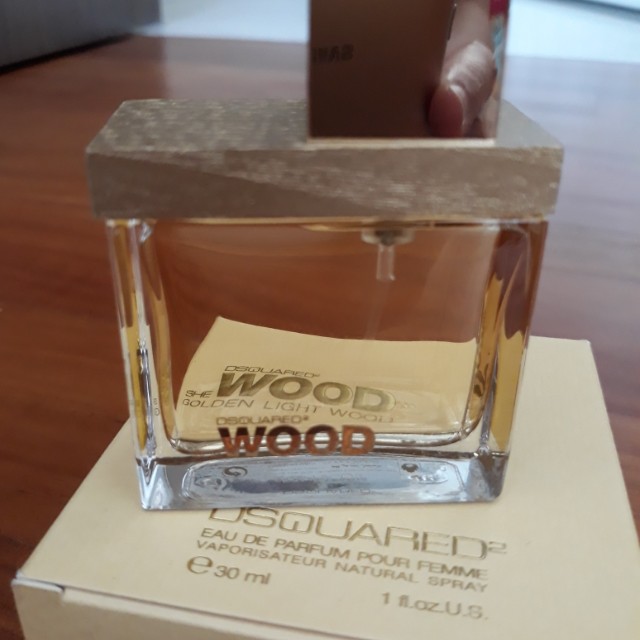 DSQUARED²
SHE WOOD
GOLDEN LIGHT WOOD
DSQUARED²
WOOD
DSQUARED²
EAU DE PARFUM POUR FEMME
VAPORISATEUR NATURAL SPRAY
℮ 30 ml 1 fl.oz.U.S.